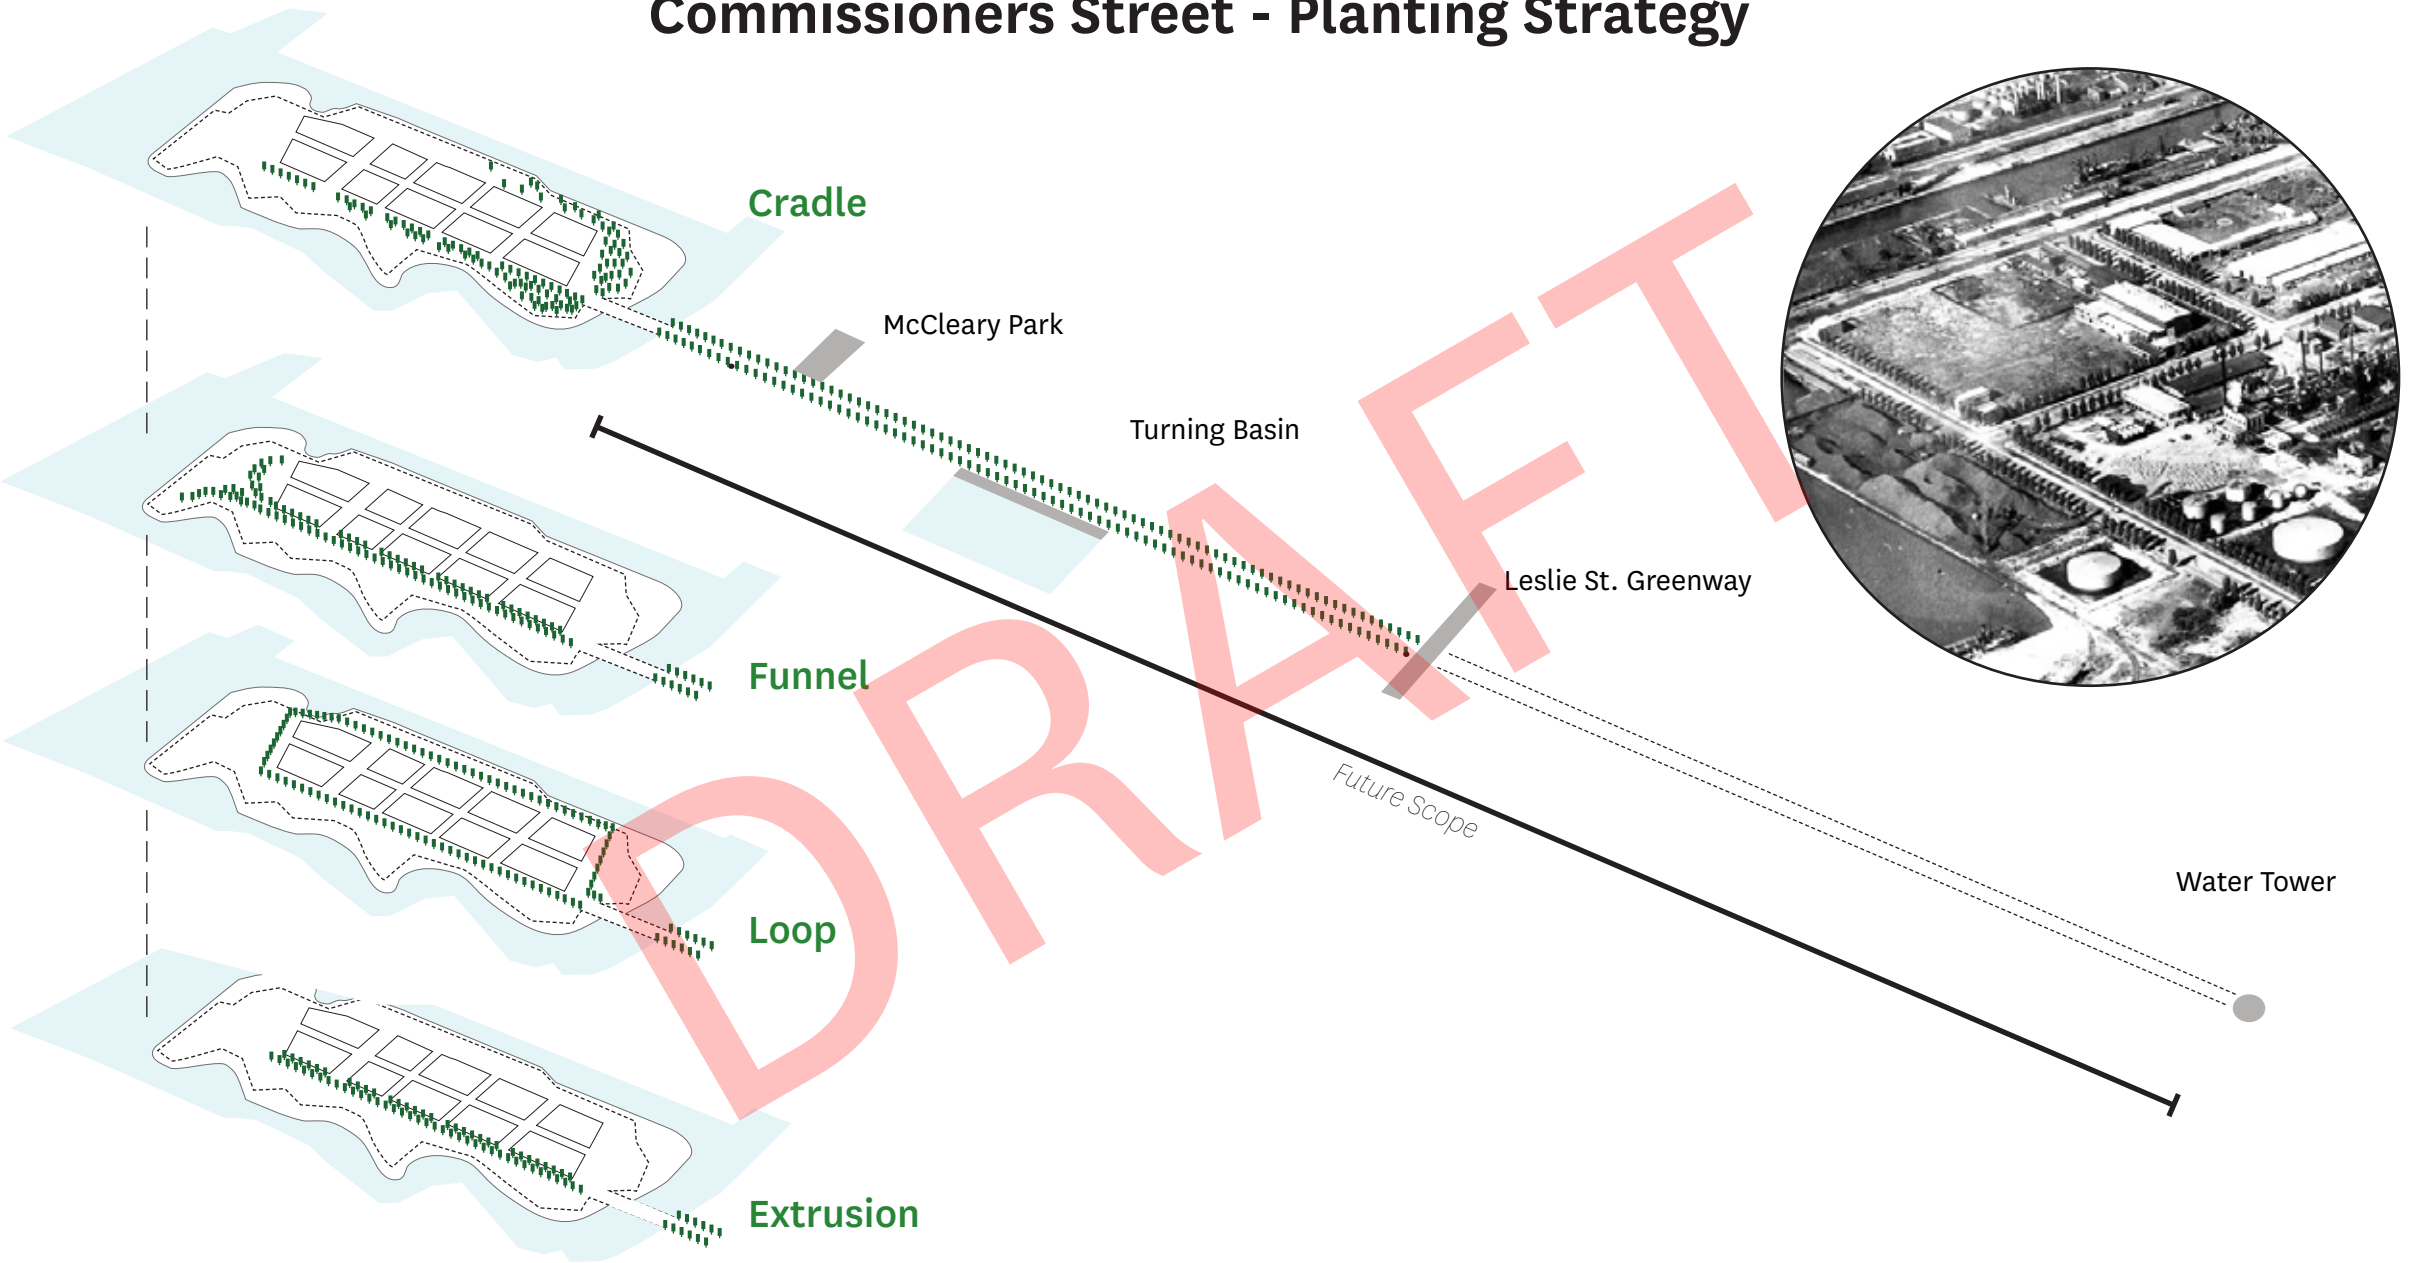 Commissioners Street - Planting Strategy
Cradle
McCleary Park
Turning Basin
Leslie St. Greenway
Funnel
Future Scope
Water Tower
Loop
Extrusion
DRAFT